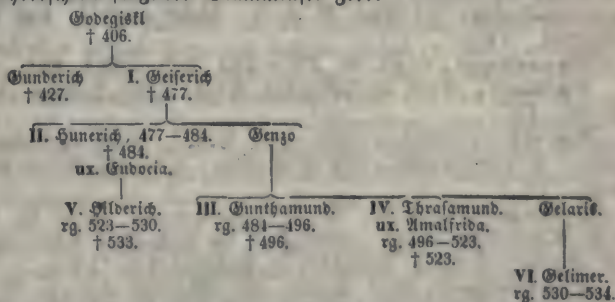 Godegiskl
† 406.
Gunderich I. Geiserich
† 427. † 477.
II. Hunerich, 477—484. Genzo
† 484.
ux. Eudocia.
V. Hilderich. III. Gunthamund. IV. Thrasamund. Gelaris.
rg. 523—530. rg. 484—496. ux. Amalfrida.
† 533. † 496. rg. 496—523.
† 523.
VI. Gelimer.
rg. 530—534.